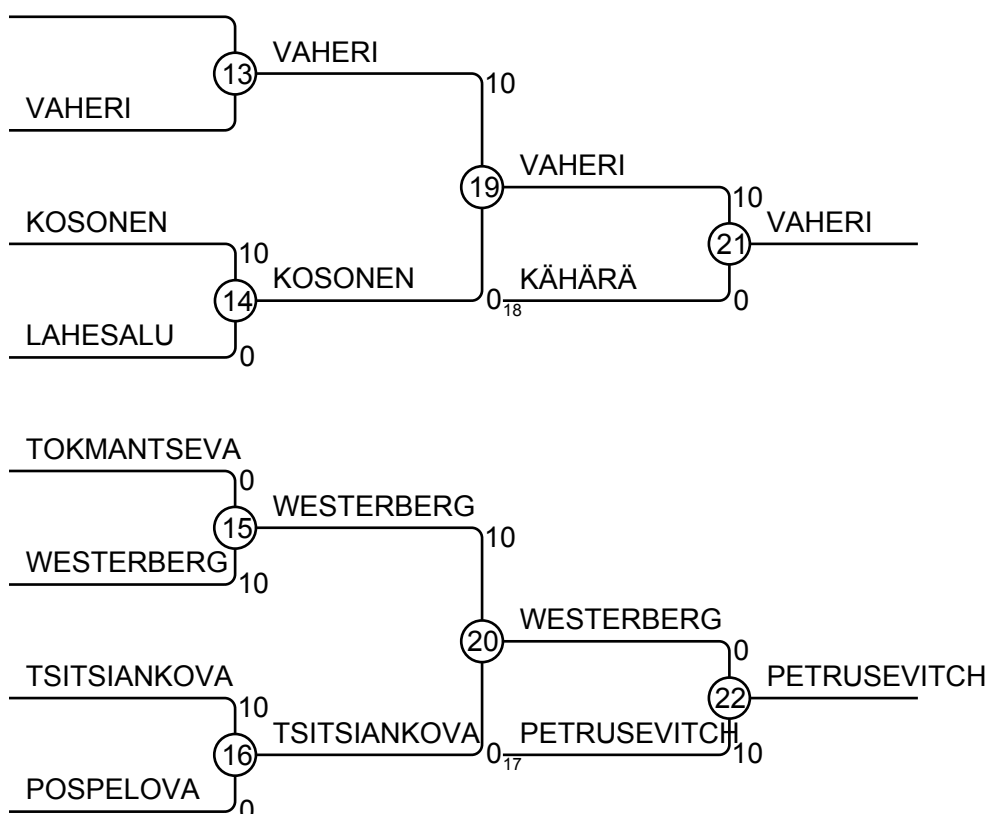 VAHERI
13
10
VAHERI
VAHERI
19
10
KOSONEN
10
21
VAHERI
KOSONEN
14
0 18
KÄHÄRÄ
0
LAHESALU
0
TOKMANTSEVA
0
WESTERBERG
15
10
WESTERBERG
10
WESTERBERG
20
0
TSITSIANKOVA
10
22
PETRUSEVITCH
TSITSIANKOVA
16
0 17
PETRUSEVITCH
10
POSPELOVA
0